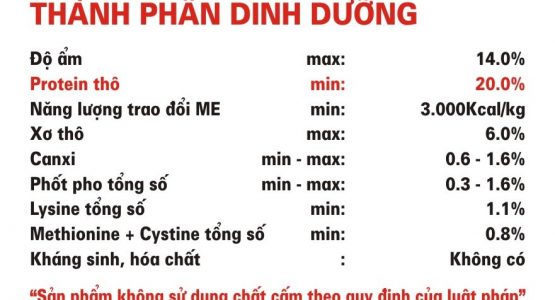 THÀNH PHẦN DINH DƯỠNG
Độ ẩm max: 14.0%
Protein thô min: 20.0%
Năng lượng trao đổi ME min: 3.000Kcal/kg
Xơ thô max: 6.0%
Canxi min - max: 0.6 - 1.6%
Phốt pho tổng số min - max: 0.3 - 1.6%
Lysine tổng số min: 1.1%
Methionine + Cystine tổng số min: 0.8%
Kháng sinh, hóa chất : Không có
“Sản phẩm không sử dụng chất cấm theo quy định của luật pháp”